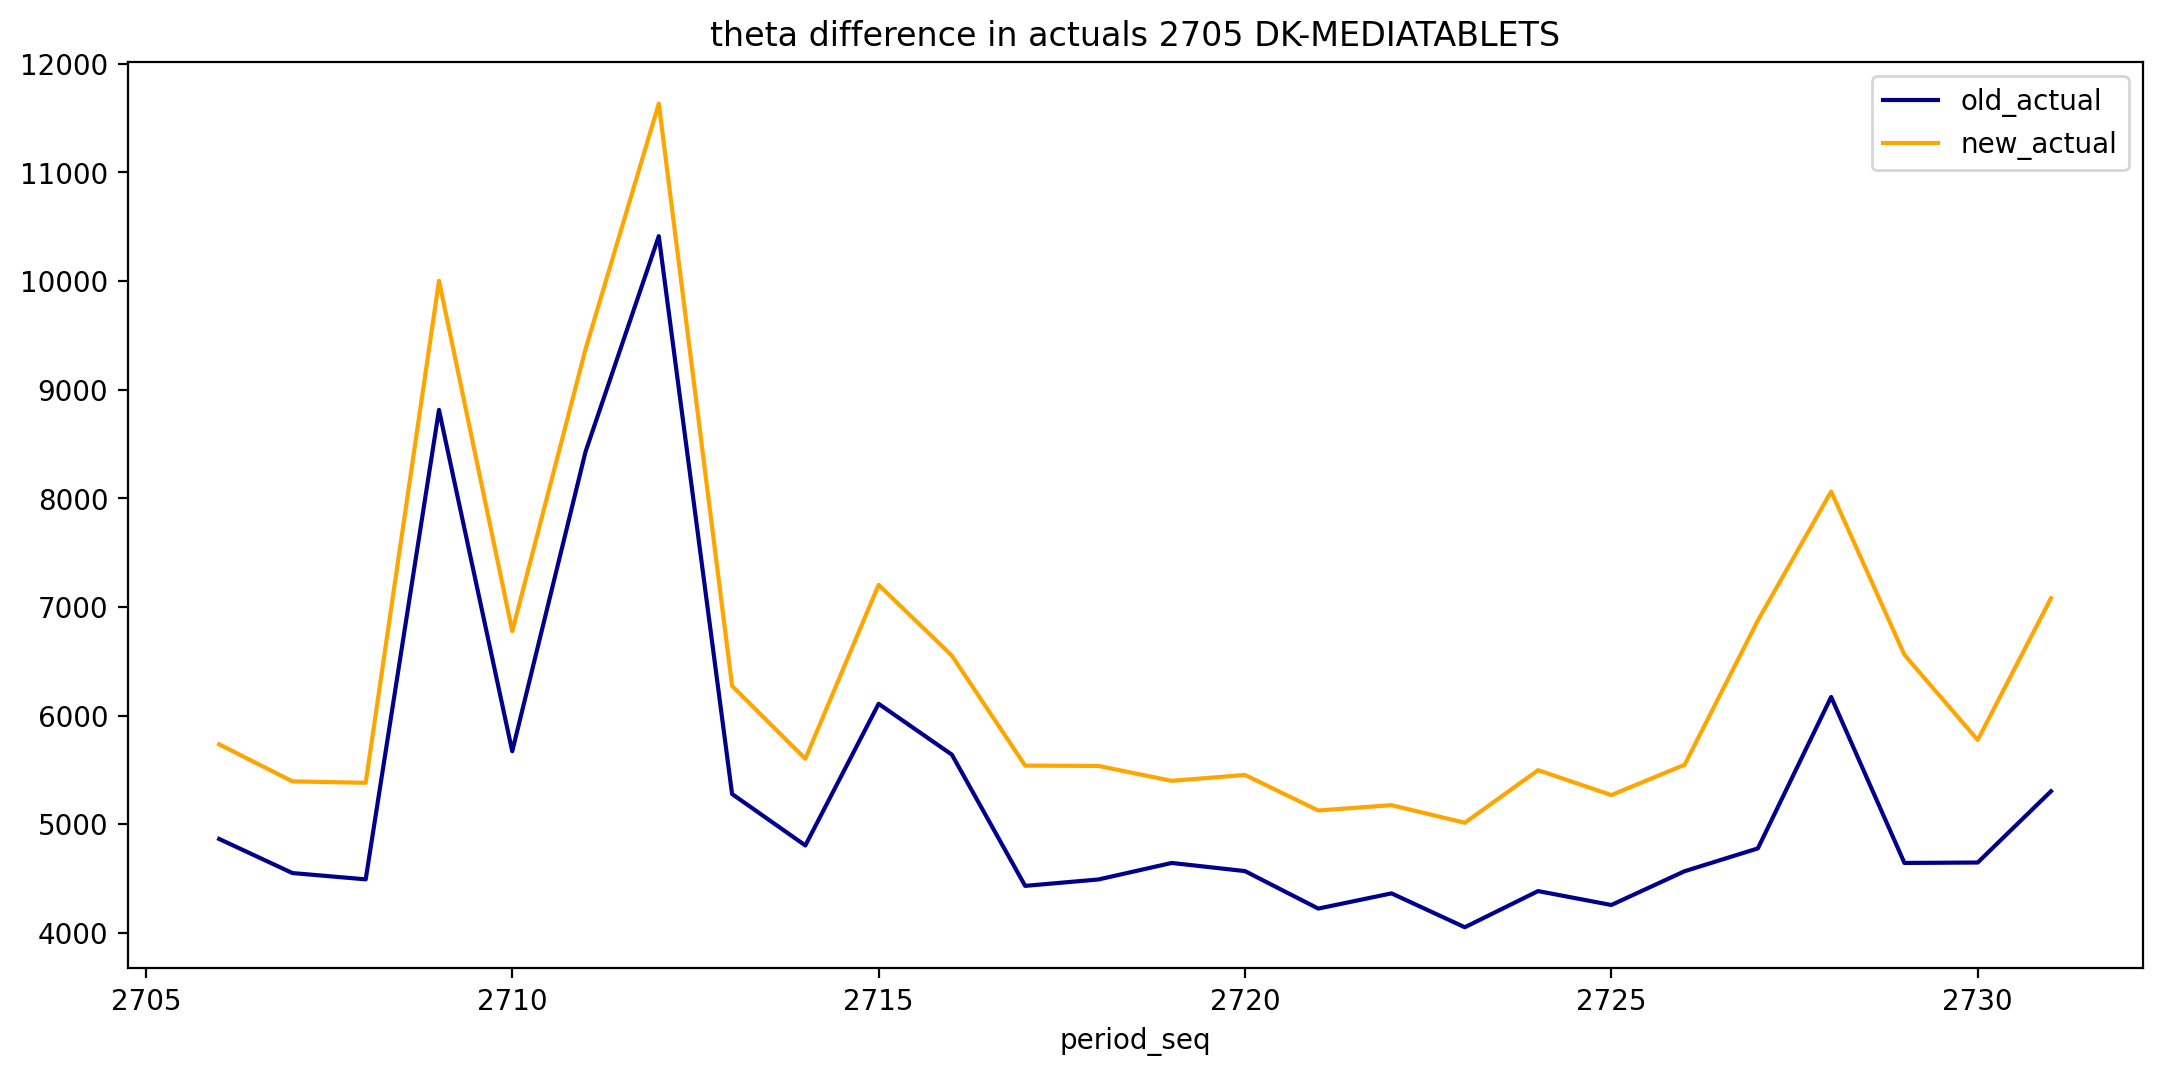 theta difference in actuals 2705 DK-MEDIATABLETS
12000
11000
10000
9000
8000
7000
6000
5000
4000
old_actual
new_actual
2705 2710 2715 2720 2725 2730
period_seq